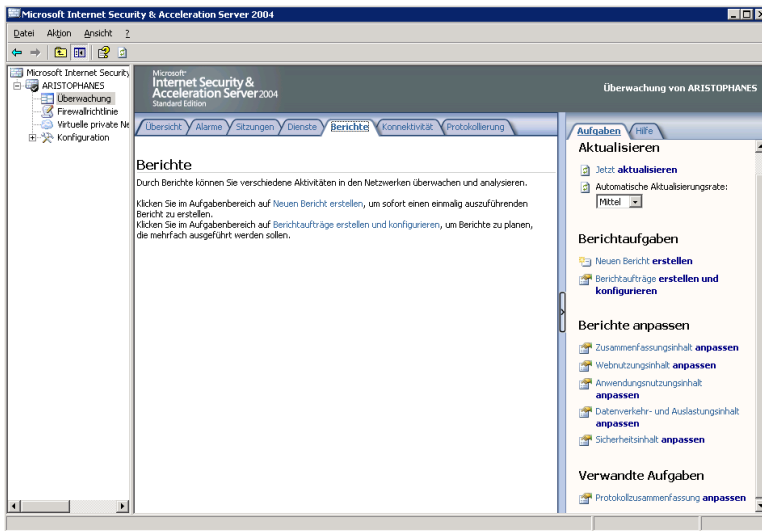 Microsoft Internet Security & Acceleration Server 2004
Datei Aktion Ansicht ?
Microsoft Internet Security
ARISTOPHANES
Überwachung
Firewallrichtlinie
Virtuelle private Ne
Konfiguration
Microsoft
Internet Security &
Acceleration Server 2004
Standard Edition
Überwachung von ARISTOPHANES
Übersicht Alarme Sitzungen Dienste Berichte Konnektivität Protokollierung
Berichte
Durch Berichte können Sie verschiedene Aktivitäten in den Netzwerken überwachen und analysieren.
Klicken Sie im Aufgabenbereich auf Neuen Bericht erstellen, um sofort einen einmalig auszuführenden
Bericht zu erstellen.
Klicken Sie im Aufgabenbereich auf Berichtaufträge erstellen und konfigurieren, um Berichte zu planen,
die mehrfach ausgeführt werden sollen.
Aufgaben Hilfe
Aktualisieren
Jetzt aktualisieren
Automatische Aktualisierungsrate:
Mittel
Berichtaufgaben
Neuen Bericht erstellen
Berichtaufträge erstellen und
konfigurieren
Berichte anpassen
Zusammenfassungsinhalt anpassen
Webnutzungsinhalt anpassen
Anwendungsnutzungsinhalt
anpassen
Datenverkehr- und Auslastungsinhalt
anpassen
Sicherheitsinhalt anpassen
Verwandte Aufgaben
Protokollzusammenfassung anpassen